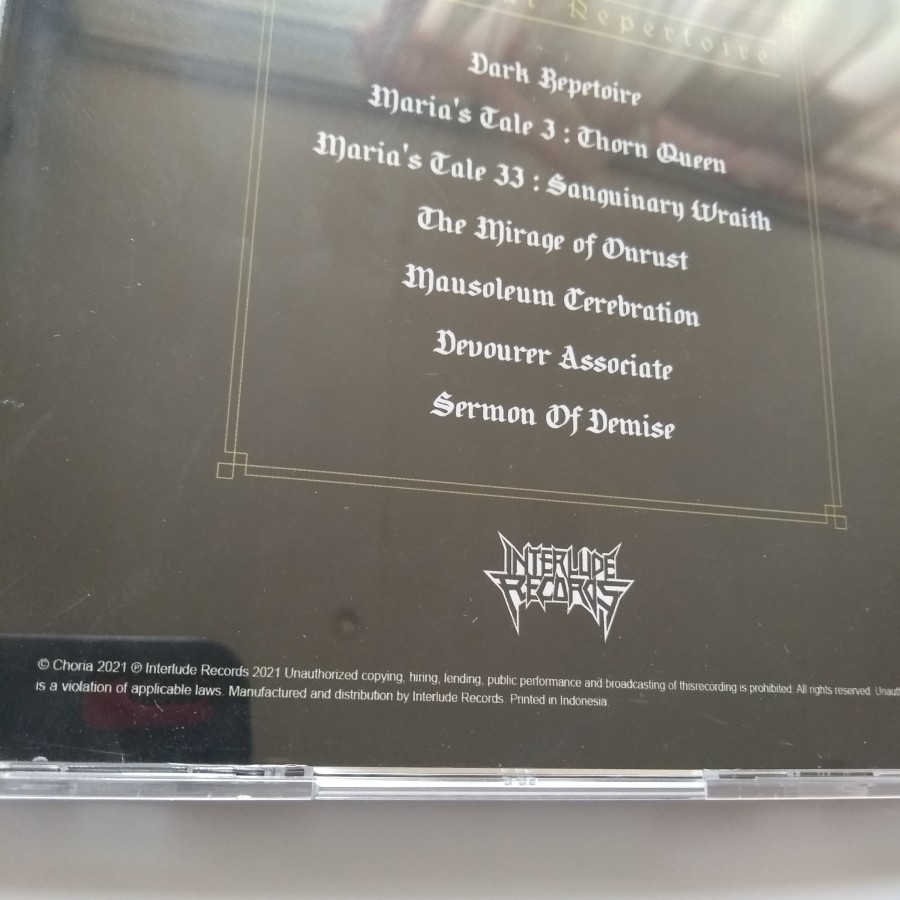 Repertoire
Dark Repetoire
Maria's Tale 3 : Thorn Queen
Maria's Tale 33 : Sanguinary Wraith
The Mirage of Onrust
Mausoleum Cerebration
Devourer Associate
Sermon Of Demise
INTERLUDE
RECORDS
© Choria 2021 ℗ Interlude Records 2021 Unauthorized copying, hiring, lending, public performance and broadcasting of thisrecording is prohibited. All rights reserved.
is a violation of applicable laws. Manufactured and distribution by Interlude Records. Printed in Indonesia.